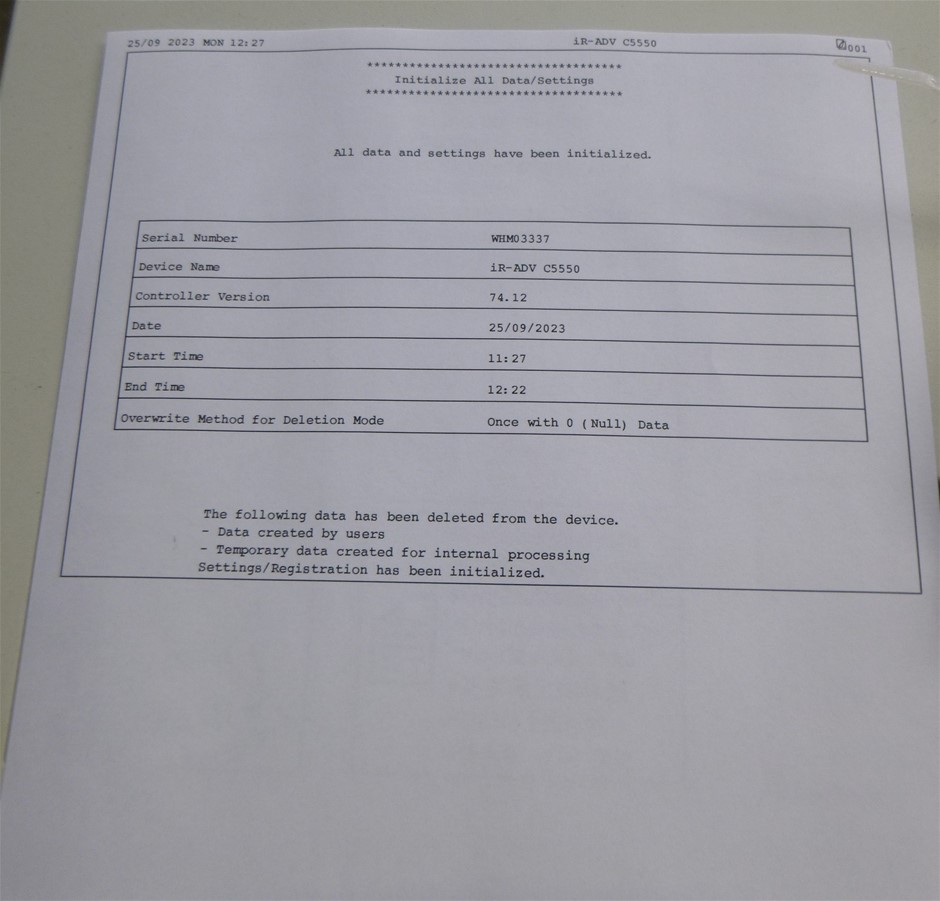 25/09 2023 MON 12:27 iR-ADV C5550 001
************************************
Initialize All Data/Settings
************************************
All data and settings have been initialized.
Serial Number WHM03337
Device Name iR-ADV C5550
Controller Version 74.12
Date 25/09/2023
Start Time 11:27
End Time 12:22
Overwrite Method for Deletion Mode Once with 0 (Null) Data
The following data has been deleted from the device.
- Data created by users
- Temporary data created for internal processing
Settings/Registration has been initialized.